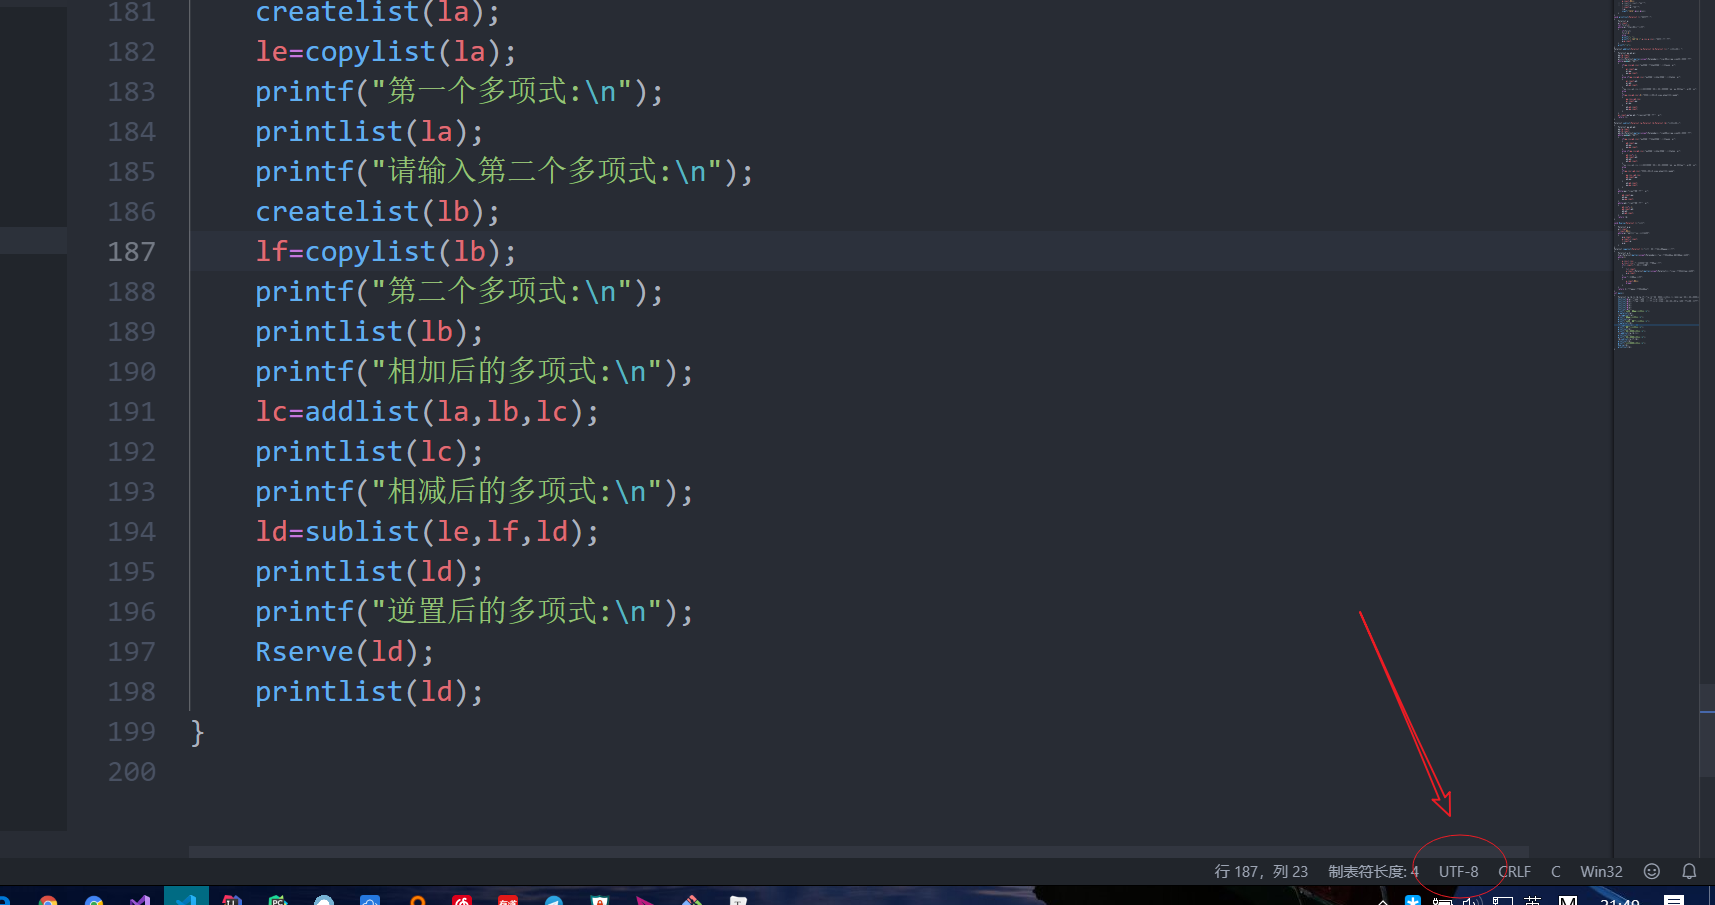 181 createlist(la);
182 le=copylist(la);
183 printf("第一个多项式:\n");
184 printlist(la);
185 printf("请输入第二个多项式:\n");
186 createlist(lb);
187 lf=copylist(lb);
188 printf("第二个多项式:\n");
189 printlist(lb);
190 printf("相加后的多项式:\n");
191 lc=addlist(la,lb,lc);
192 printlist(lc);
193 printf("相减后的多项式:\n");
194 ld=sublist(le,lf,ld);
195 printlist(ld);
196 printf("逆置后的多项式:\n");
197 Rserve(ld);
198 printlist(ld);
199 }
200
行 187，列 23 制表符长度: 4 UTF-8 CRLF C Win32
英 M 21:49